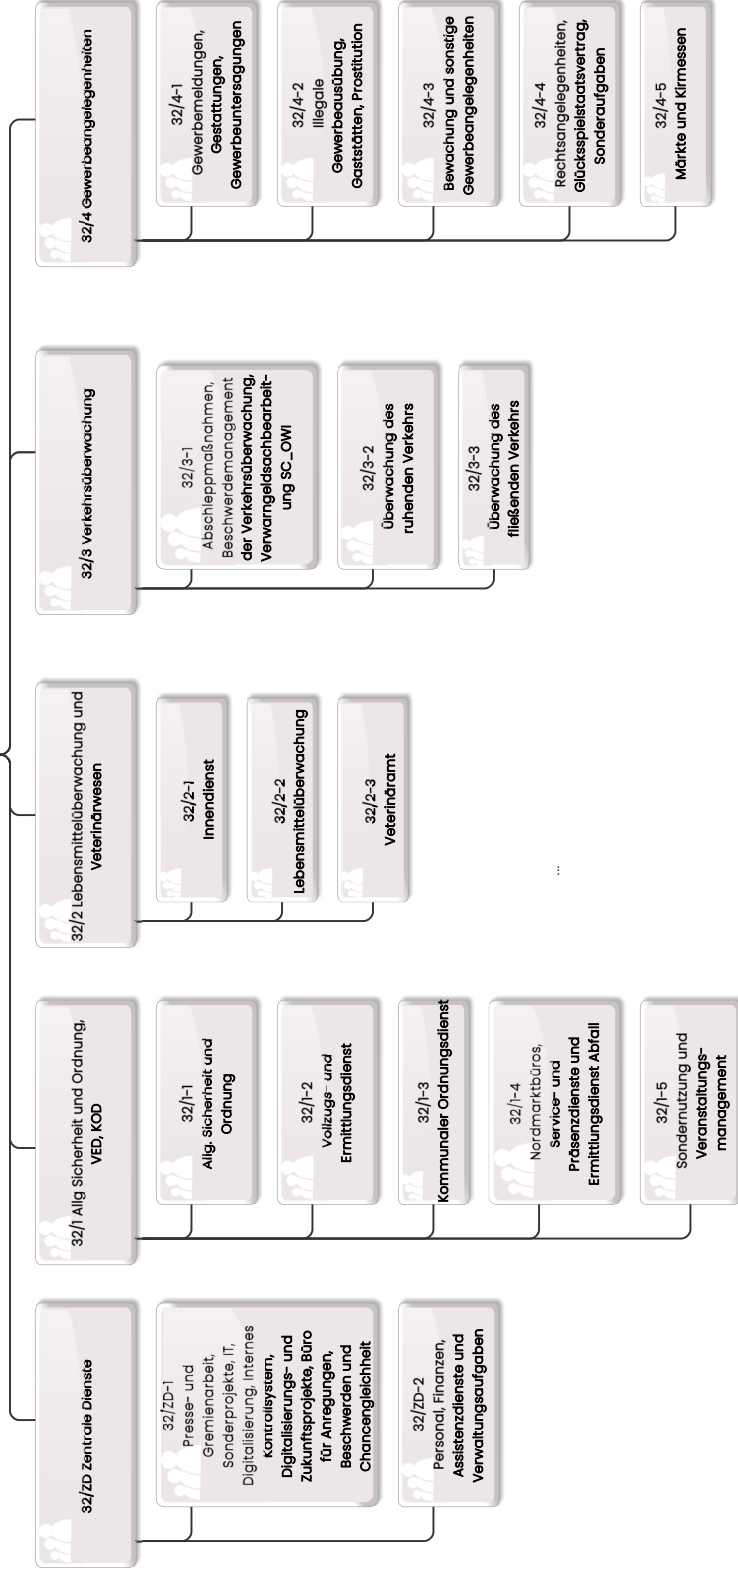 32/ZD Zentrale Dienste
32/ZD-1
Presse- und
Gremienarbeit,
Sonderprojekte, IT,
Digitalisierung, Internes
Kontrollsystem,
Digitalisierungs- und
Zukunftsprojekte, Büro
für Anregungen,
Beschwerden und
Chancengleichheit
32/ZD-2
Personal, Finanzen,
Assistenzdienste und
Verwaltungsaufgaben
32/1 Allg Sicherheit und Ordnung,
VED, KOD
32/1-1
Allg. Sicherheit und
Ordnung
32/1-2
Vollzugs- und
Ermittlungsdienst
32/1-3
Kommunaler Ordnungsdienst
32/1-4
Nordmarktbüros,
Service- und
Präsenzdienste und
Ermittlungsdienst Abfall
32/1-5
Sondernutzung und
Veranstaltungs-
management
32/2 Lebensmittelüberwachung und
Veterinärwesen
32/2-1
Innendienst
32/2-2
Lebensmittelüberwachung
32/2-3
Veterinäramt
...
32/3 Verkehrsüberwachung
32/3-1
Abschleppmaßnahmen,
Beschwerdemanagement
der Verkehrsüberwachung,
Verwarngeldsachbearbeit-
ung SC_OWI
32/3-2
Überwachung des
ruhenden Verkehrs
32/3-3
Überwachung des
fließenden Verkehrs
32/4 Gewerbeangelegenheiten
32/4-1
Gewerbemeldungen,
Gestattungen,
Gewerbeuntersagungen
32/4-2
Illegale
Gewerbeausübung,
Gaststätten, Prostitution
32/4-3
Bewachung und sonstige
Gewerbeangelegenheiten
32/4-4
Rechtsangelegenheiten,
Glücksspielstaatsvertrag,
Sonderaufgaben
32/4-5
Märkte und Kirmessen